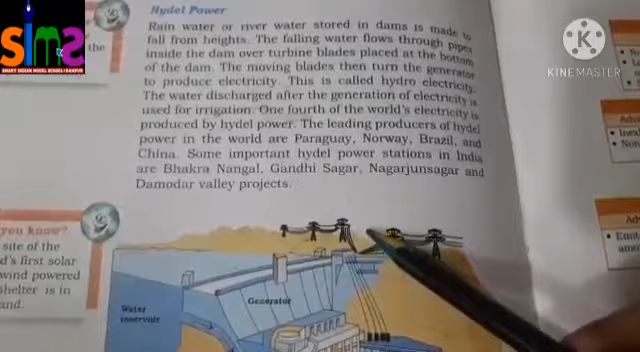 Hydel Power
Rain water or river water stored in dams is made to
fall from heights. The falling water flows through pipes
inside the dam over turbine blades placed at the bottom
of the dam. The moving blades then turn the generator
to produce electricity. This is called hydro electricity.
The water discharged after the generation of electricity is
used for irrigation. One fourth of the world's electricity is
produced by hydel power. The leading producers of hydel
power in the world are Paraguay, Norway, Brazil, and
China. Some important hydel power stations in India
are Bhakra Nangal, Gandhi Sagar, Nagarjunsagar and
Damodar valley projects.
Water
reservoir
Generator
you know?
site of the
d's first solar
wind powered
shelter is in
and.
the
SIMS
KINEMASTER